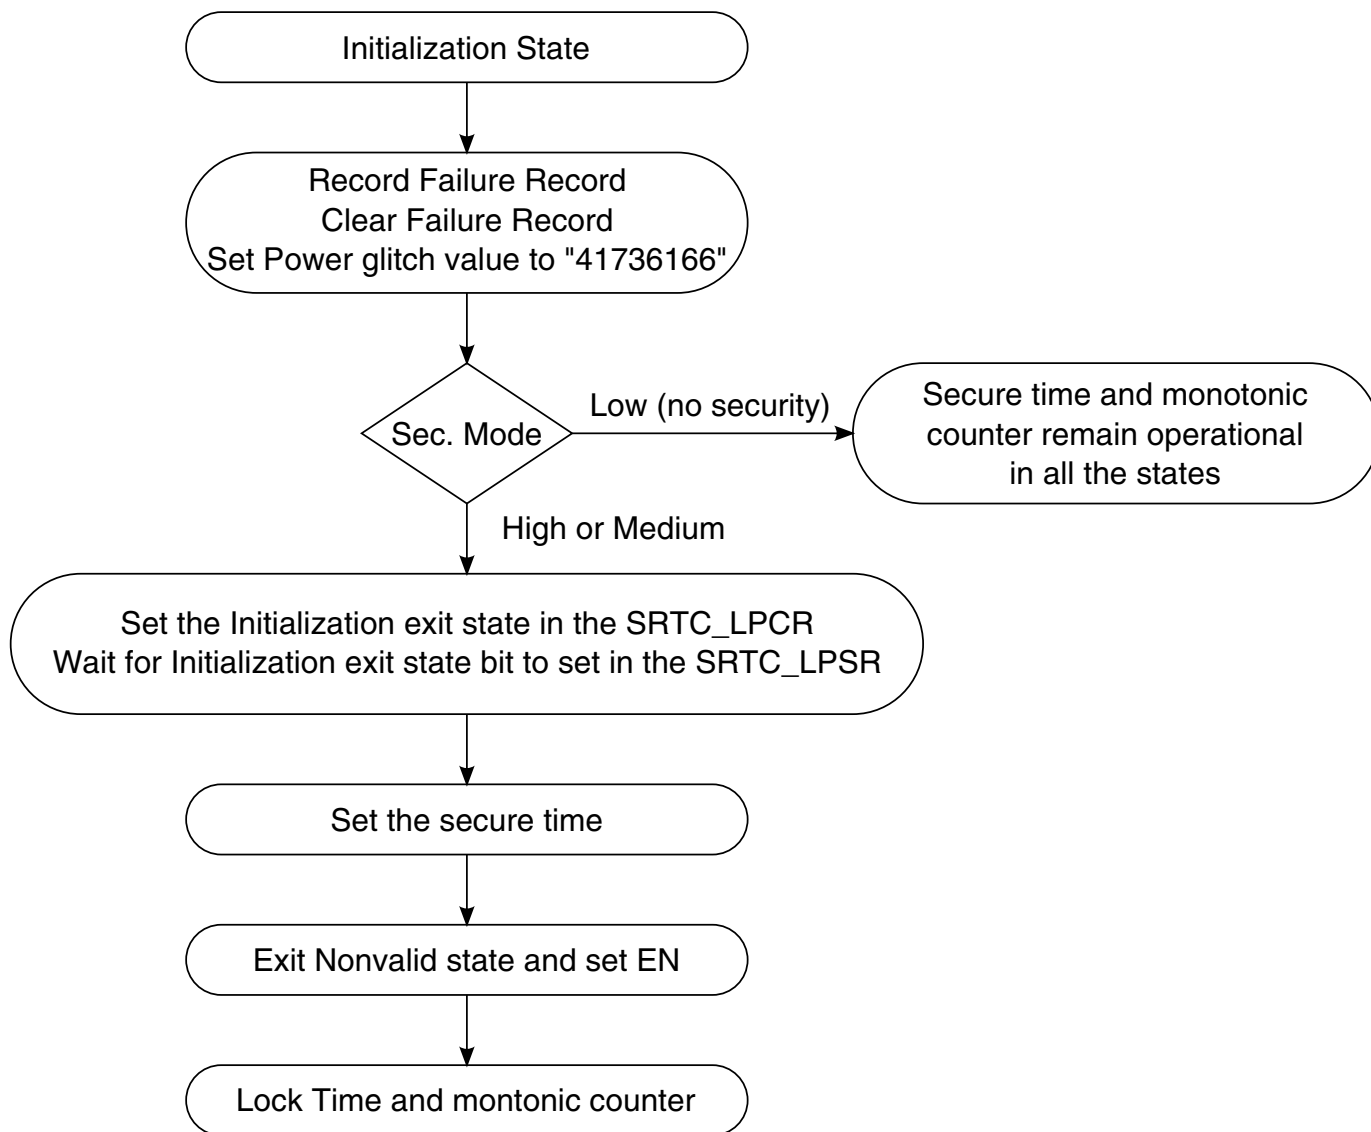 Initialization State
Record Failure Record
Clear Failure Record
Set Power glitch value to "41736166"
Sec. Mode
Low (no security)
Secure time and monotonic
counter remain operational
in all the states
High or Medium
Set the Initialization exit state in the SRTC_LPCR
Wait for Initialization exit state bit to set in the SRTC_LPSR
Set the secure time
Exit Nonvalid state and set EN
Lock Time and montonic counter